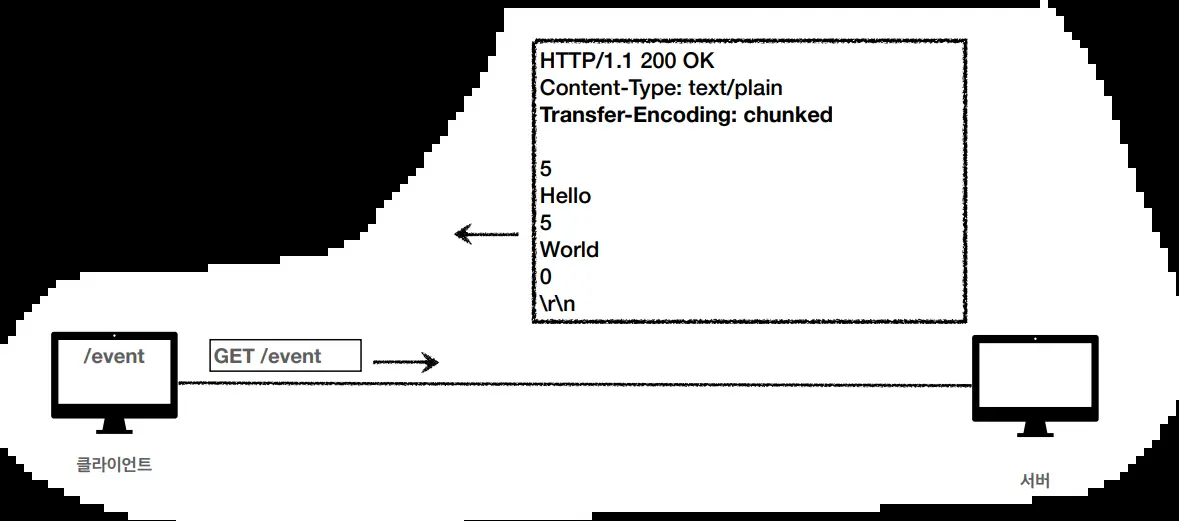 HTTP/1.1 200 OK
Content-Type: text/plain
Transfer-Encoding: chunked
5
Hello
5
World
0
\r\n
/event
GET /event
클라이언트
서버